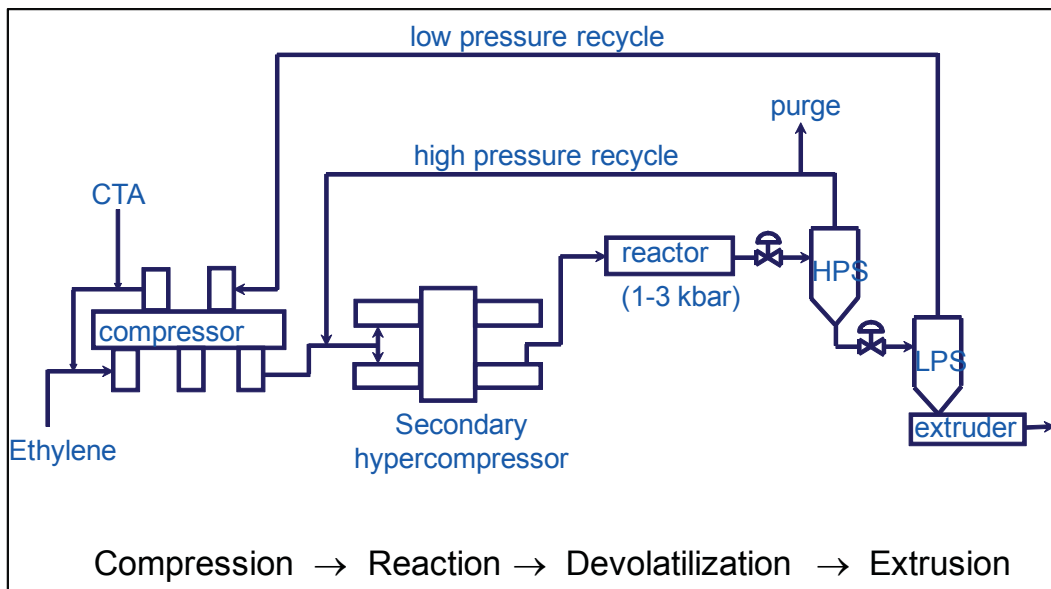 low pressure recycle
purge
high pressure recycle
CTA
reactor
(1-3 kbar)
HPS
compressor
LPS
Secondary
hypercompressor
Ethylene
extruder
Compression → Reaction → Devolatilization → Extrusion